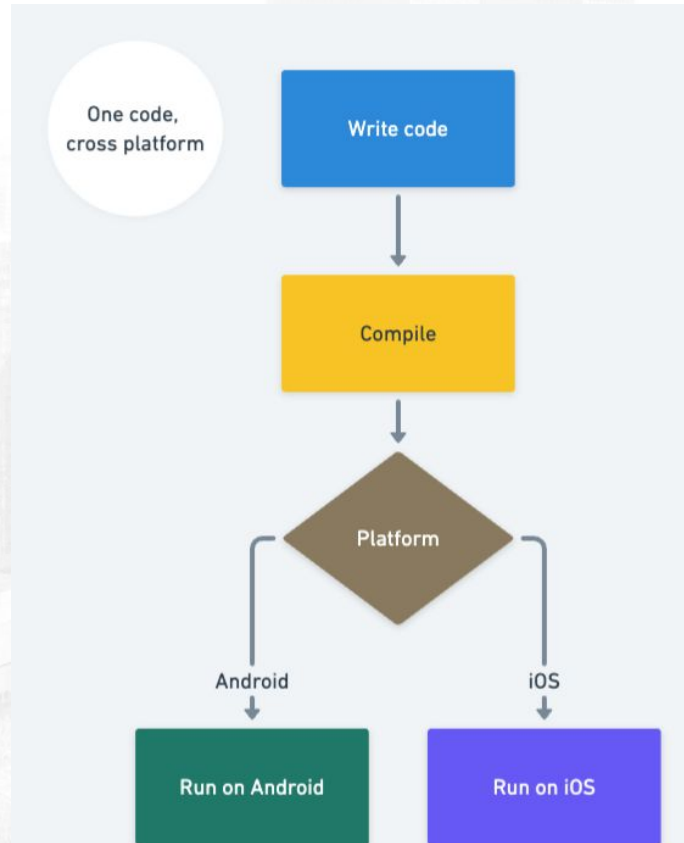 One code,
cross platform
Write code
Compile
Platform
Android
iOS
Run on Android
Run on iOS